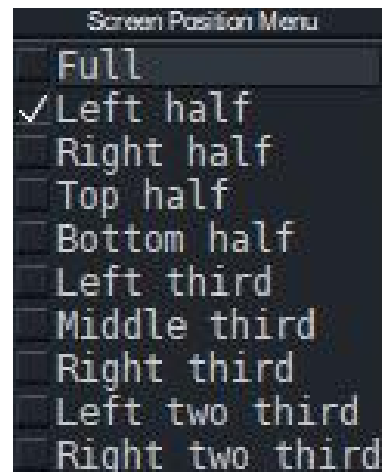 Screen Position Menu
Full
Left half
Right half
Top half
Bottom half
Left third
Middle third
Right third
Left two third
Right two third